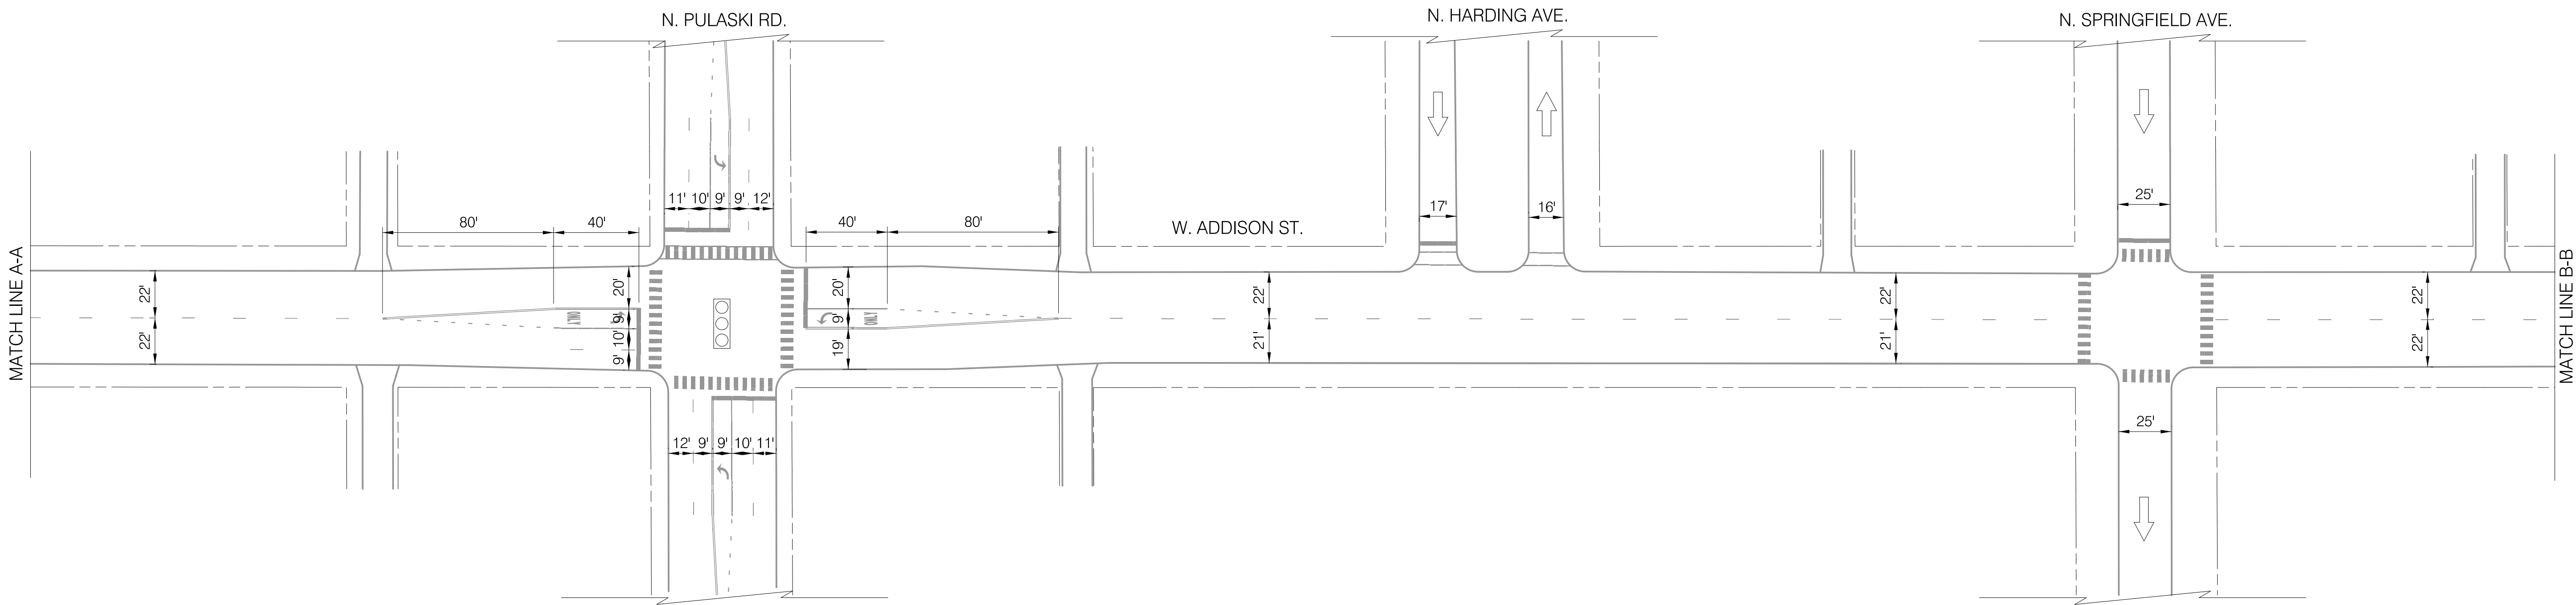 N. PULASKI RD.
N. HARDING AVE.
N. SPRINGFIELD AVE.
11' 10' 9' 9' 12'
17'
16'
25'
80'
40'
40'
80'
W. ADDISON ST.
MATCH LINE A-A
22'
22'
20'
9'
10'
9'
ONLY
20'
9'
19'
ONLY
22'
21'
22'
21'
22'
22'
MATCH LINE B-B
12' 9' 9' 10' 11'
25'